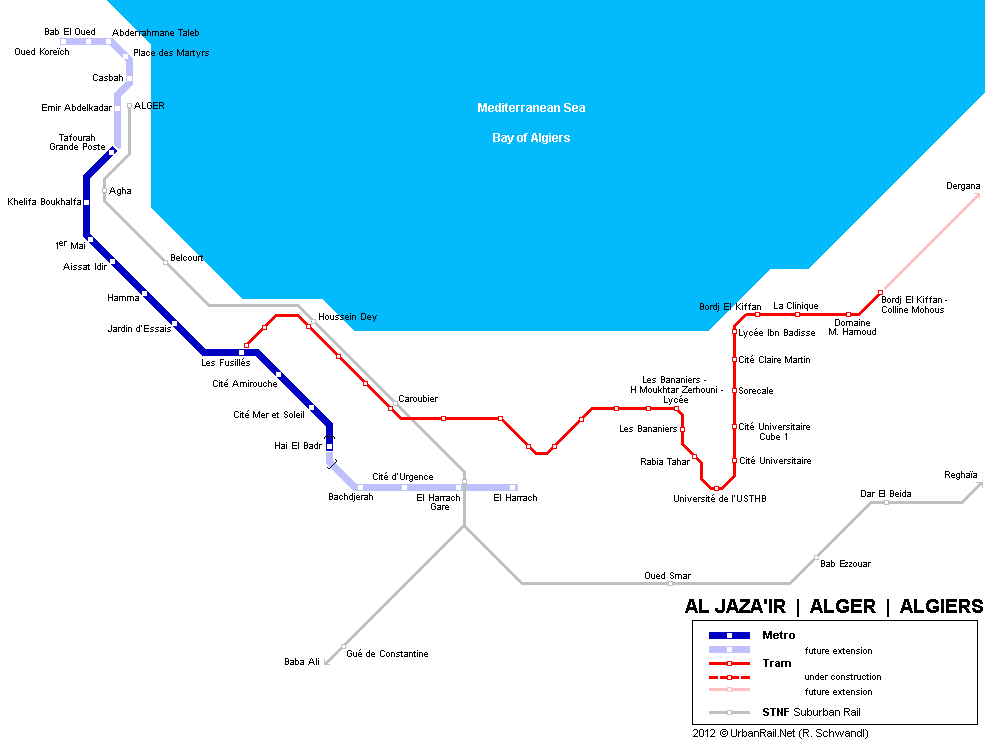 Bab El Oued
Abderrahmane Taleb
Oued Koreïch
Place des Martyrs
Casbah
Emir Abdelkadar
ALGER
Mediterranean Sea
Bay of Algiers
Tafourah
Grande Poste
Agha
Khelifa Boukhalfa
1er Mai
Belcourt
Aissat Idir
Hamma
Jardin d'Essais
Houssein Dey
Les Fusillés
Cité Amirouche
Caroubier
Cité Mer et Soleil
Hai El Badr
Cité d'Urgence
Bachdjerah
El Harrach
Gare
El Harrach
Dergana
Bordj El Kiffan
La Clinique
Bordj El Kiffan -
Colline Mohous
Domaine
M. Hamoud
Lycée Ibn Badisse
Cité Claire Martin
Les Bananiers -
H Moukhtar Zerhouni -
Lycée
Sorecale
Les Bananiers
Cité Universitaire
Cube 1
Rabia Tahar
Cité Universitaire
Université de l'USTHB
Reghaïa
Dar El Beida
Bab Ezzouar
Oued Smar
Gué de Constantine
Baba Ali
AL JAZA'IR | ALGER | ALGIERS
Metro
future extension
Tram
under construction
future extension
STNF Suburban Rail
2012 © UrbanRail.Net (R. Schwandl)